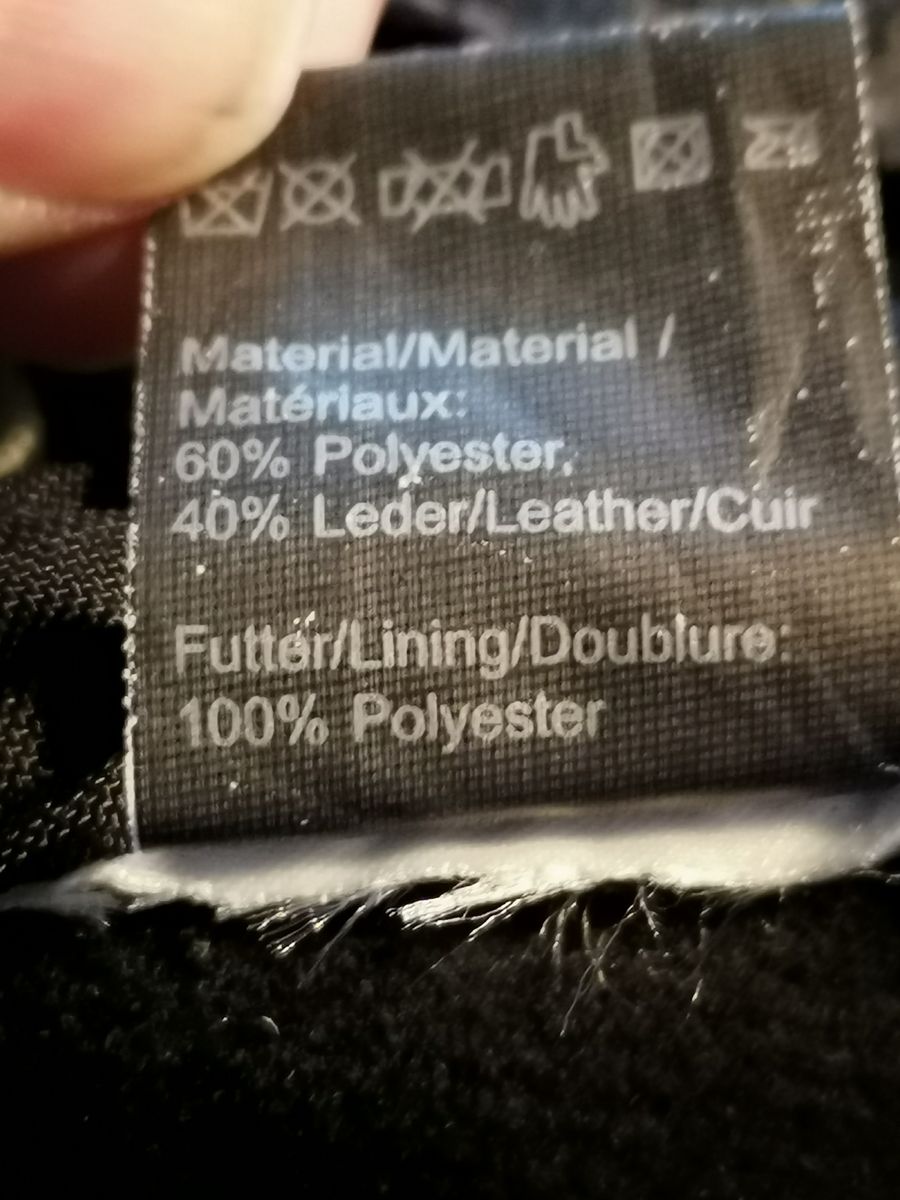 Material/Material /
Matériaux:
60% Polyester,
40% Leder/Leather/Cuir
Futter/Lining/Doublure:
100% Polyester